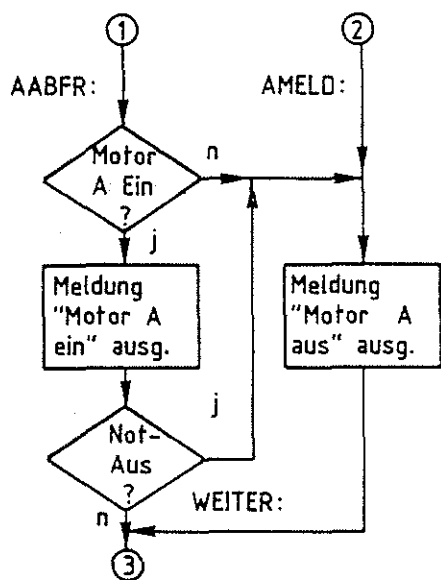 1
2
AABFR:
AMELD:
Motor
A Ein
?
n
j
Meldung
"Motor A
ein" ausg.
Meldung
"Motor A
aus" ausg.
j
Not-
Aus
?
n
WEITER:
3